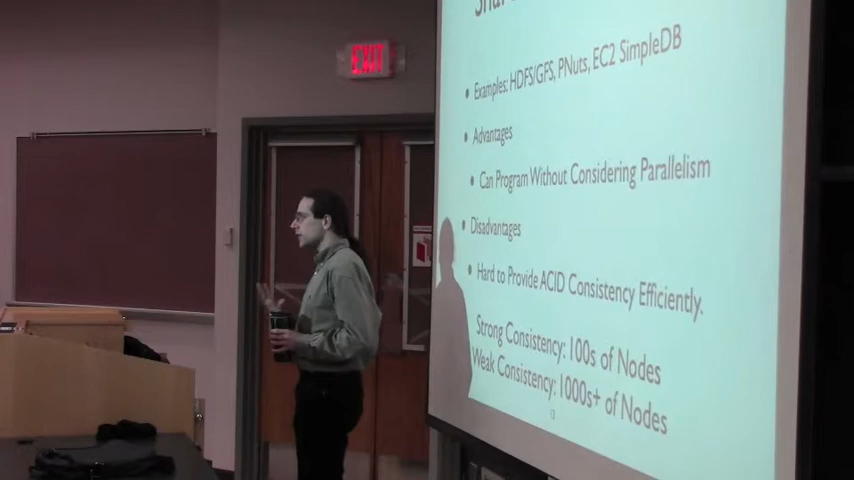 EXIT
Examples: HDFS/GFS, PNuts, EC2 SimpleDB
Advantages
Can Program Without Considering Parallelism
Disadvantages
Hard to Provide ACID Consistency Efficiently.
Strong Consistency: 100s of Nodes
Weak Consistency: 1000s+ of Nodes
13